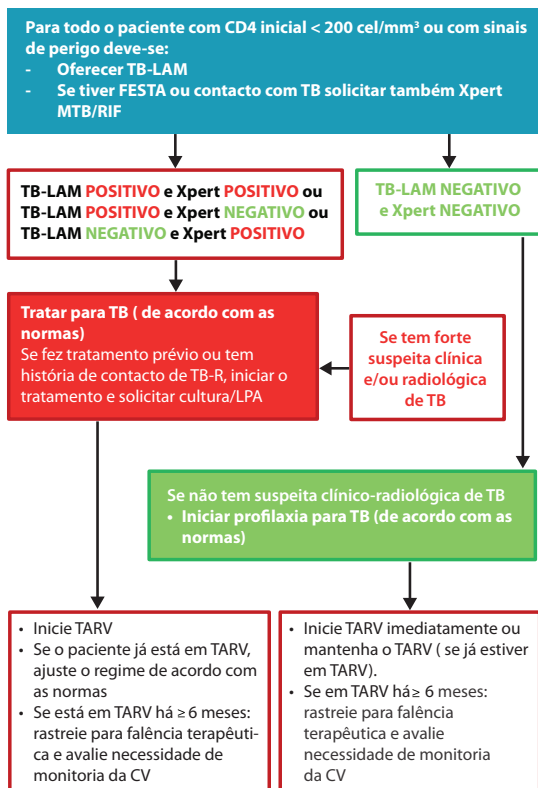 Para todo o paciente com CD4 inicial < 200 cel/mm³ ou com sinais
de perigo deve-se:
- Oferecer TB-LAM
- Se tiver FESTA ou contacto com TB solicitar também Xpert
MTB/RIF
TB-LAM POSITIVO e Xpert POSITIVO ou
TB-LAM POSITIVO e Xpert NEGATIVO ou
TB-LAM NEGATIVO e Xpert POSITIVO
TB-LAM NEGATIVO
e Xpert NEGATIVO
Tratar para TB ( de acordo com as
normas)
Se fez tratamento prévio ou tem
história de contacto de TB-R, iniciar o
tratamento e solicitar cultura/LPA
Se tem forte
suspeita clínica
e/ou radiológica
de TB
Se não tem suspeita clínico-radiológica de TB
• Iniciar profilaxia para TB (de acordo com as
normas)
• Inicie TARV
• Se o paciente já está em TARV,
ajuste o regime de acordo com
as normas
• Se está em TARV há ≥ 6 meses:
rastreie para falência terapêuti-
ca e avalie necessidade de
monitoria da CV
• Inicie TARV imediatamente ou
mantenha o TARV ( se já estiver
em TARV).
• Se em TARV há≥ 6 meses:
rastreie para falência
terapêutica e avalie
necessidade de monitoria
da CV